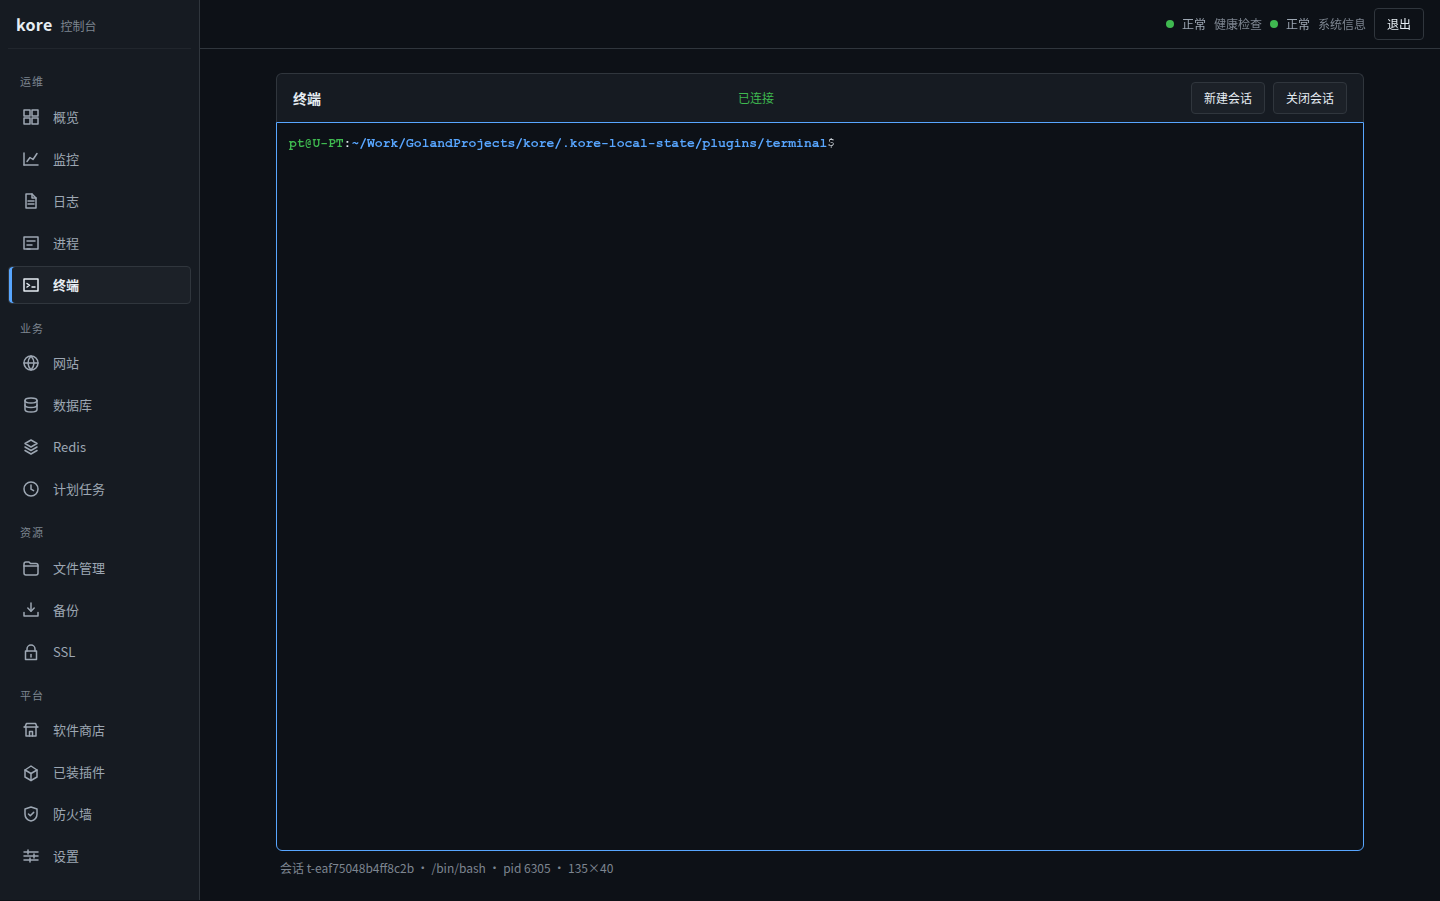 kore 控制台
正常 健康检查 正常 系统信息 退出
运维
概览
监控
日志
进程
终端
业务
网站
数据库
Redis
计划任务
资源
文件管理
备份
SSL
平台
软件商店
已装插件
防火墙
设置
终端 已连接 新建会话 关闭会话
pt@U-PT:~/Work/GolandProjects/kore/.kore-local-state/plugins/terminal$
会话 t-eaf75048b4ff8c2b · /bin/bash · pid 6305 · 135×40